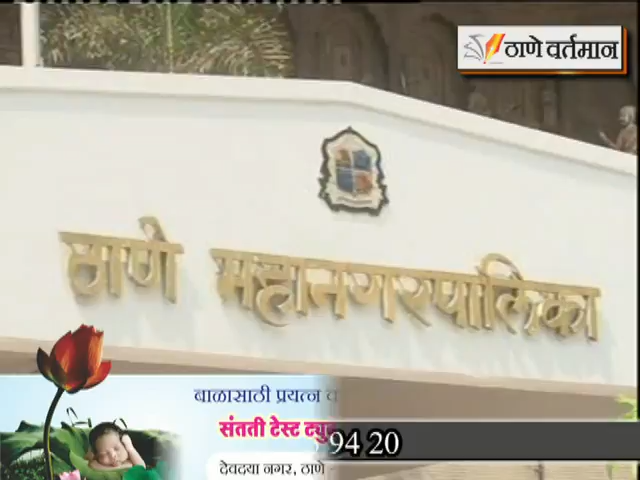 ठाणे वर्तमान
ठाणे महानगरपालिका
बाळासाठी प्रयत्न
संतती टेस्ट
94 20
देवदया नगर, ठाणे